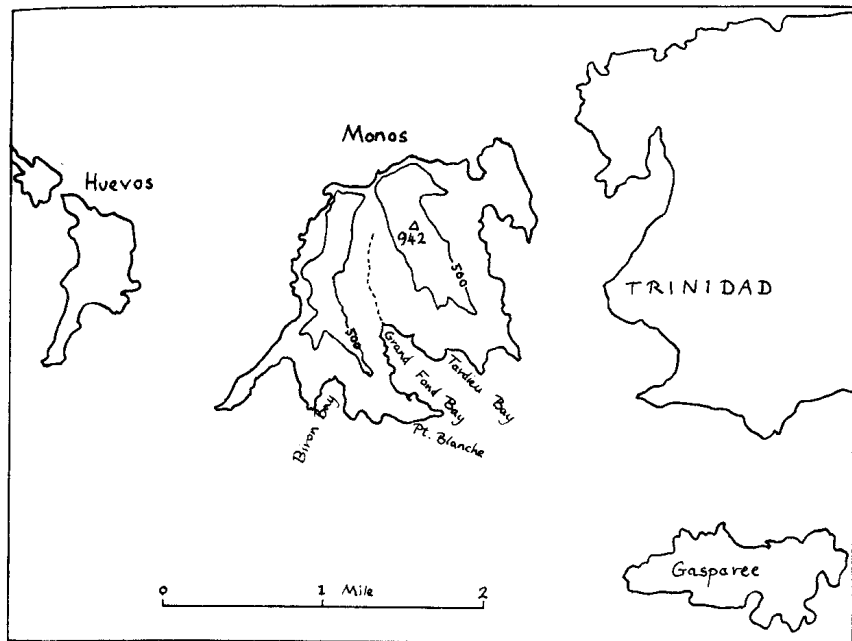 Monos
Huevos
942
500
TRINIDAD
500
Grand Fond Bay
Tardieu Bay
Biron Bay
Pt. Blanche
Gasparee
0 1 Mile 2